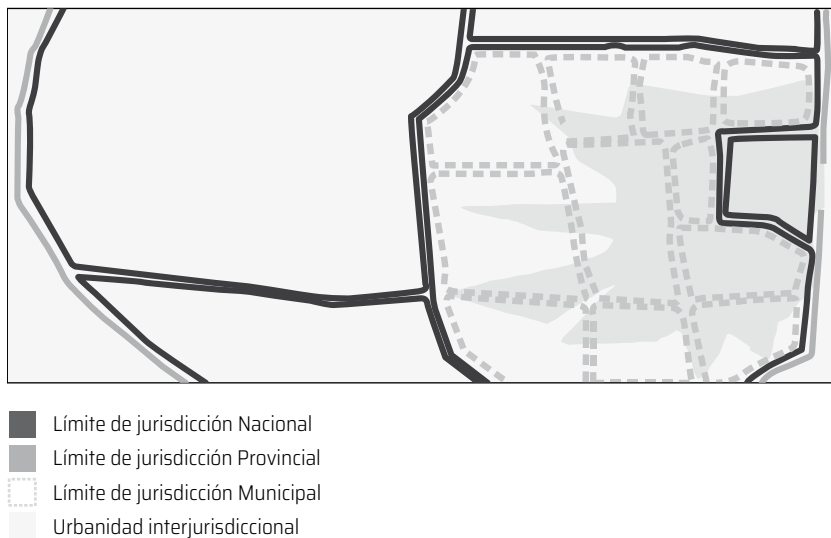 Límite de jurisdicción Nacional
Límite de jurisdicción Provincial
Límite de jurisdicción Municipal
Urbanidad interjurisdiccional